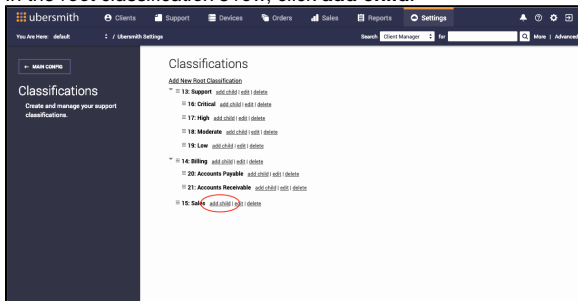 In the root classification's row, click add child.
ubersmith Clients Support Devices Orders Sales Reports Settings
You Are Here: default / Ubersmith Settings Search Client Manager for More | Advanced
← MAIN CONFIG
Classifications
Create and manage your support
classifications.
Classifications
Add New Root Classification
13: Support add child | edit | delete
16: Critical add child | edit | delete
17: High add child | edit | delete
18: Moderate add child | edit | delete
19: Low add child | edit | delete
14: Billing add child | edit | delete
20: Accounts Payable add child | edit | delete
21: Accounts Receivable add child | edit | delete
15: Sales add child | edit | delete